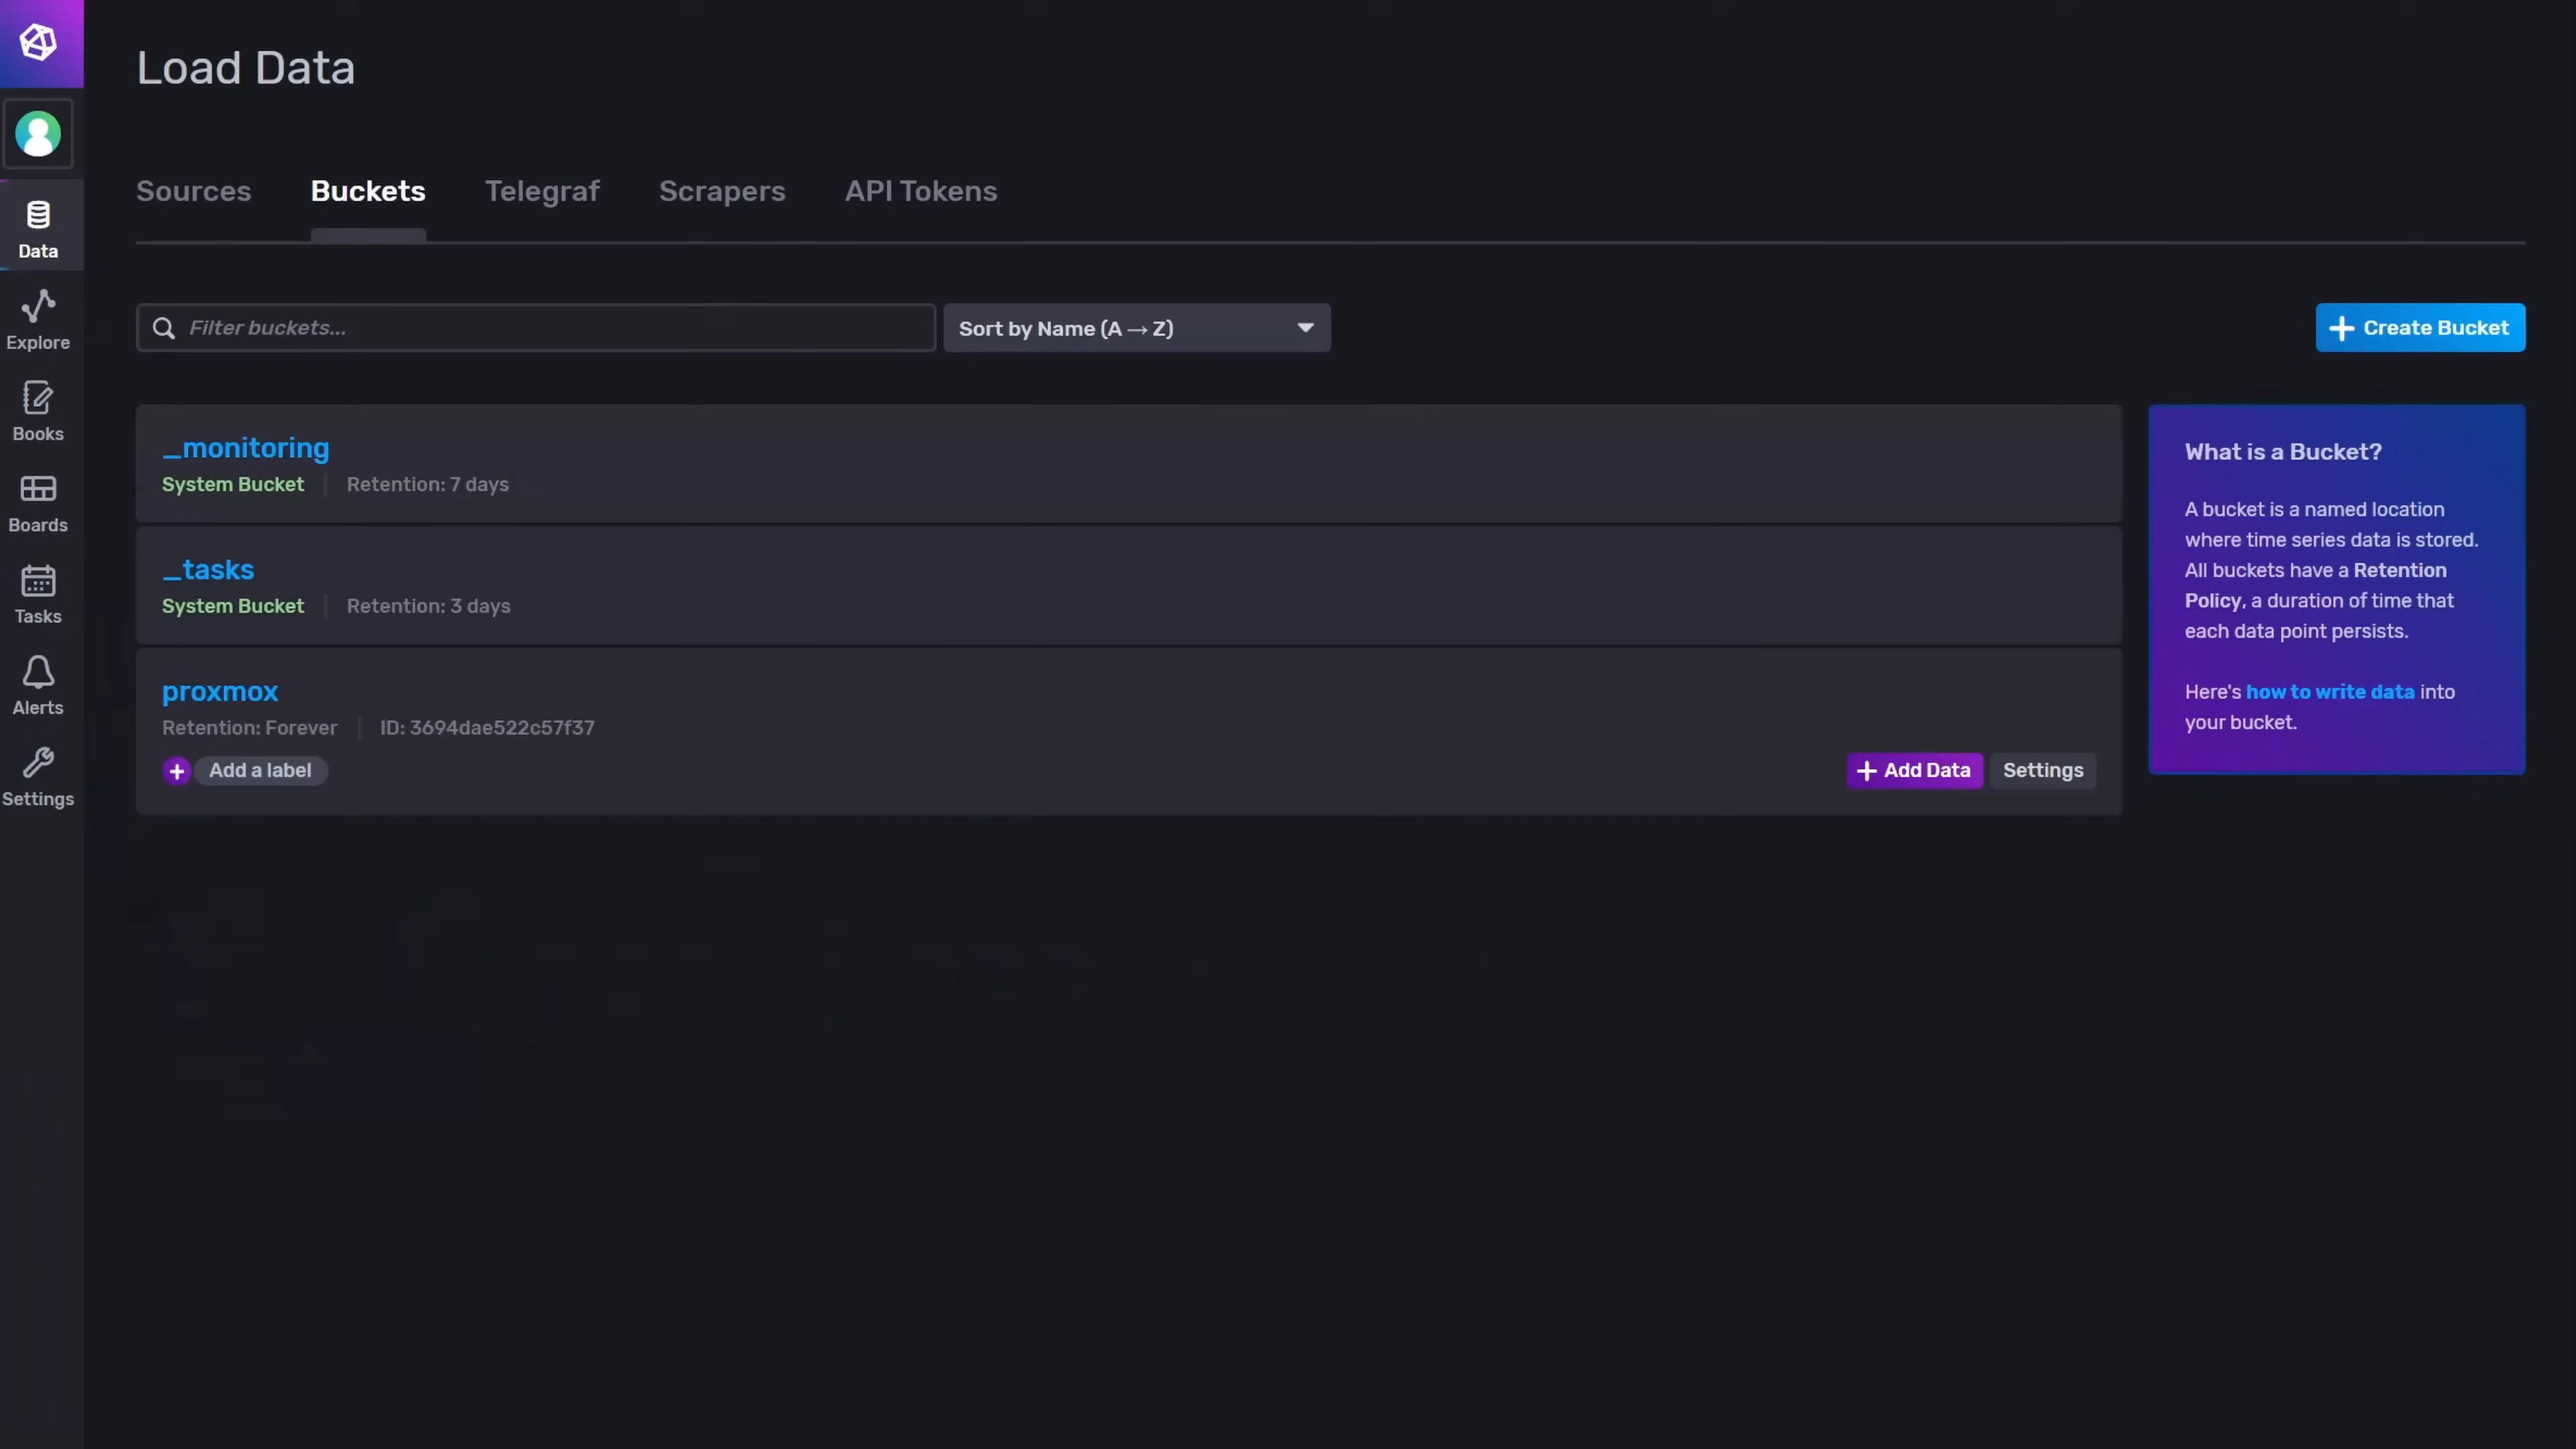 Load Data
Data
Explore
Books
Boards
Tasks
Alerts
Settings
Sources Buckets Telegraf Scrapers API Tokens
Filter buckets... Sort by Name (A → Z) Create Bucket
_monitoring
System Bucket Retention: 7 days
_tasks
System Bucket Retention: 3 days
proxmox
Retention: Forever ID: 3694dae522c57f37
Add a label Add Data Settings
What is a Bucket?
A bucket is a named location
where time series data is stored.
All buckets have a Retention
Policy, a duration of time that
each data point persists.
Here's how to write data into
your bucket.